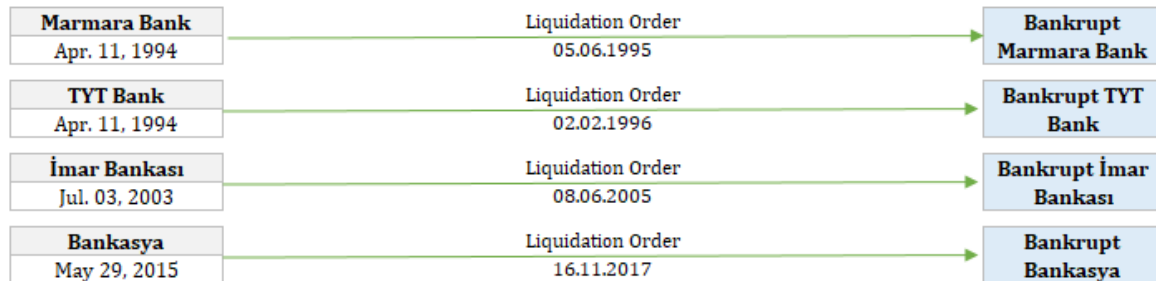 Marmara Bank
Apr. 11, 1994
Liquidation Order
05.06.1995
Bankrupt
Marmara Bank
TYT Bank
Apr. 11, 1994
Liquidation Order
02.02.1996
Bankrupt TYT
Bank
İmar Bankası
Jul. 03, 2003
Liquidation Order
08.06.2005
Bankrupt İmar
Bankası
Bankasya
May 29, 2015
Liquidation Order
16.11.2017
Bankrupt
Bankasya